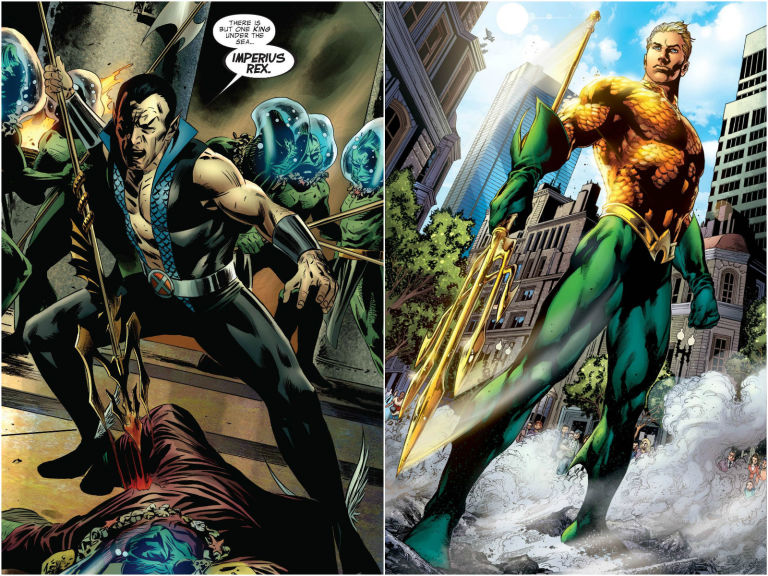 THERE IS
BUT ONE KING
UNDER THE
SEA...
IMPERIUS
REX.